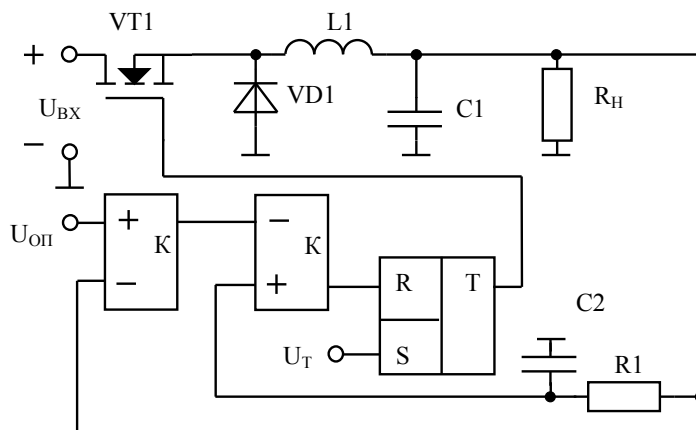 VT1
L1
+
U_ВХ
VD1
C1
R_Н
−
U_ОП
+
−
К
−
+
К
R
T
S
U_Т
C2
R1